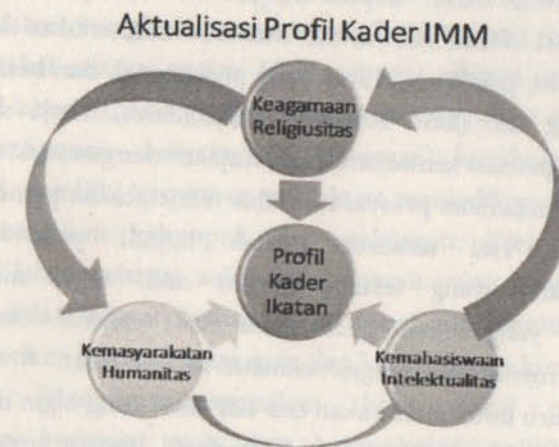 Aktualisasi Profil Kader IMM
Keagamaan
Religiusitas
Profil
Kader
Ikatan
Kemasyarakatan
Humanitas
Kemahasiswaan
Intelektualitas